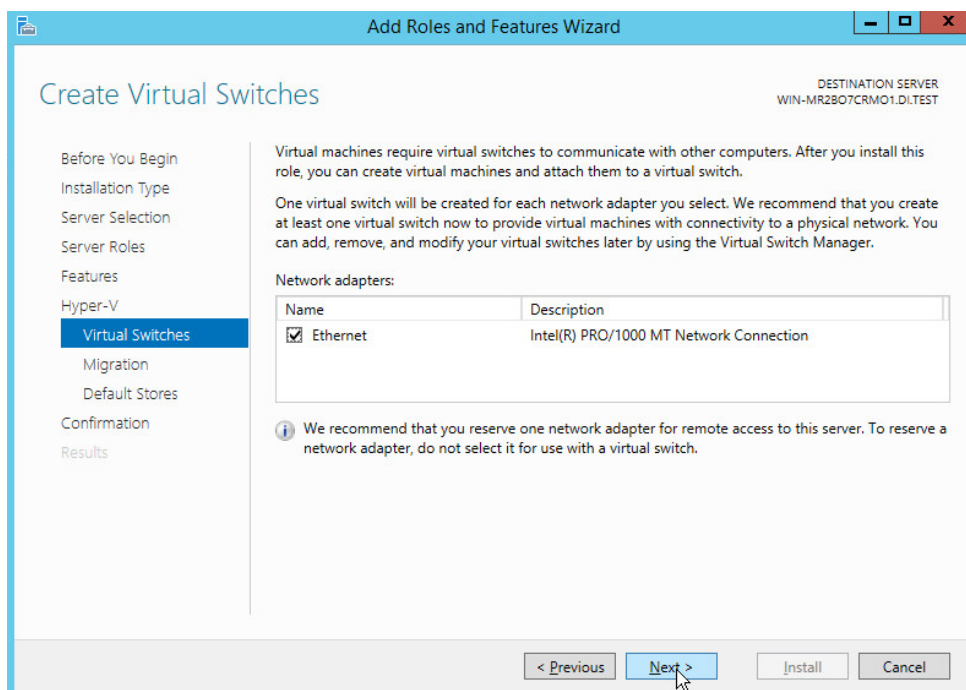 Add Roles and Features Wizard
Create Virtual Switches
DESTINATION SERVER
WIN-MR2BO7CRMO1.DI.TEST
Before You Begin
Installation Type
Server Selection
Server Roles
Features
Hyper-V
Virtual Switches
Migration
Default Stores
Confirmation
Results
Virtual machines require virtual switches to communicate with other computers. After you install this
role, you can create virtual machines and attach them to a virtual switch.
One virtual switch will be created for each network adapter you select. We recommend that you create
at least one virtual switch now to provide virtual machines with connectivity to a physical network. You
can add, remove, and modify your virtual switches later by using the Virtual Switch Manager.
Network adapters:
Name Description
Ethernet Intel(R) PRO/1000 MT Network Connection
We recommend that you reserve one network adapter for remote access to this server. To reserve a
network adapter, do not select it for use with a virtual switch.
< Previous Next > Install Cancel